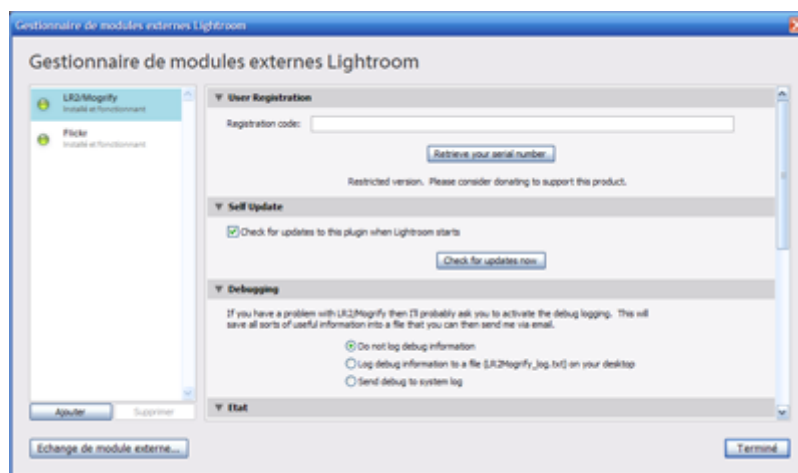 Gestionnaire de modules externes Lightroom
Gestionnaire de modules externes Lightroom
LR2/Mogrify
Installé et fonctionnant
Flickr
Installé et fonctionnant
Ajouter
Supprimer
User Registration
Registration code:
Retrieve your serial number
Restricted version. Please consider donating to support this product.
Self Update
Check for updates to this plugin when Lightroom starts
Check for updates now
Debugging
If you have a problem with LR2/Mogrify then I'll probably ask you to activate the debug logging. This will
save all sorts of useful information into a file that you can then send me via email.
Do not log debug information
Log debug information to a file (LR2Mogrify_log.txt) on your desktop
Send debug to system log
Etat
Echange de module externe...
Terminé